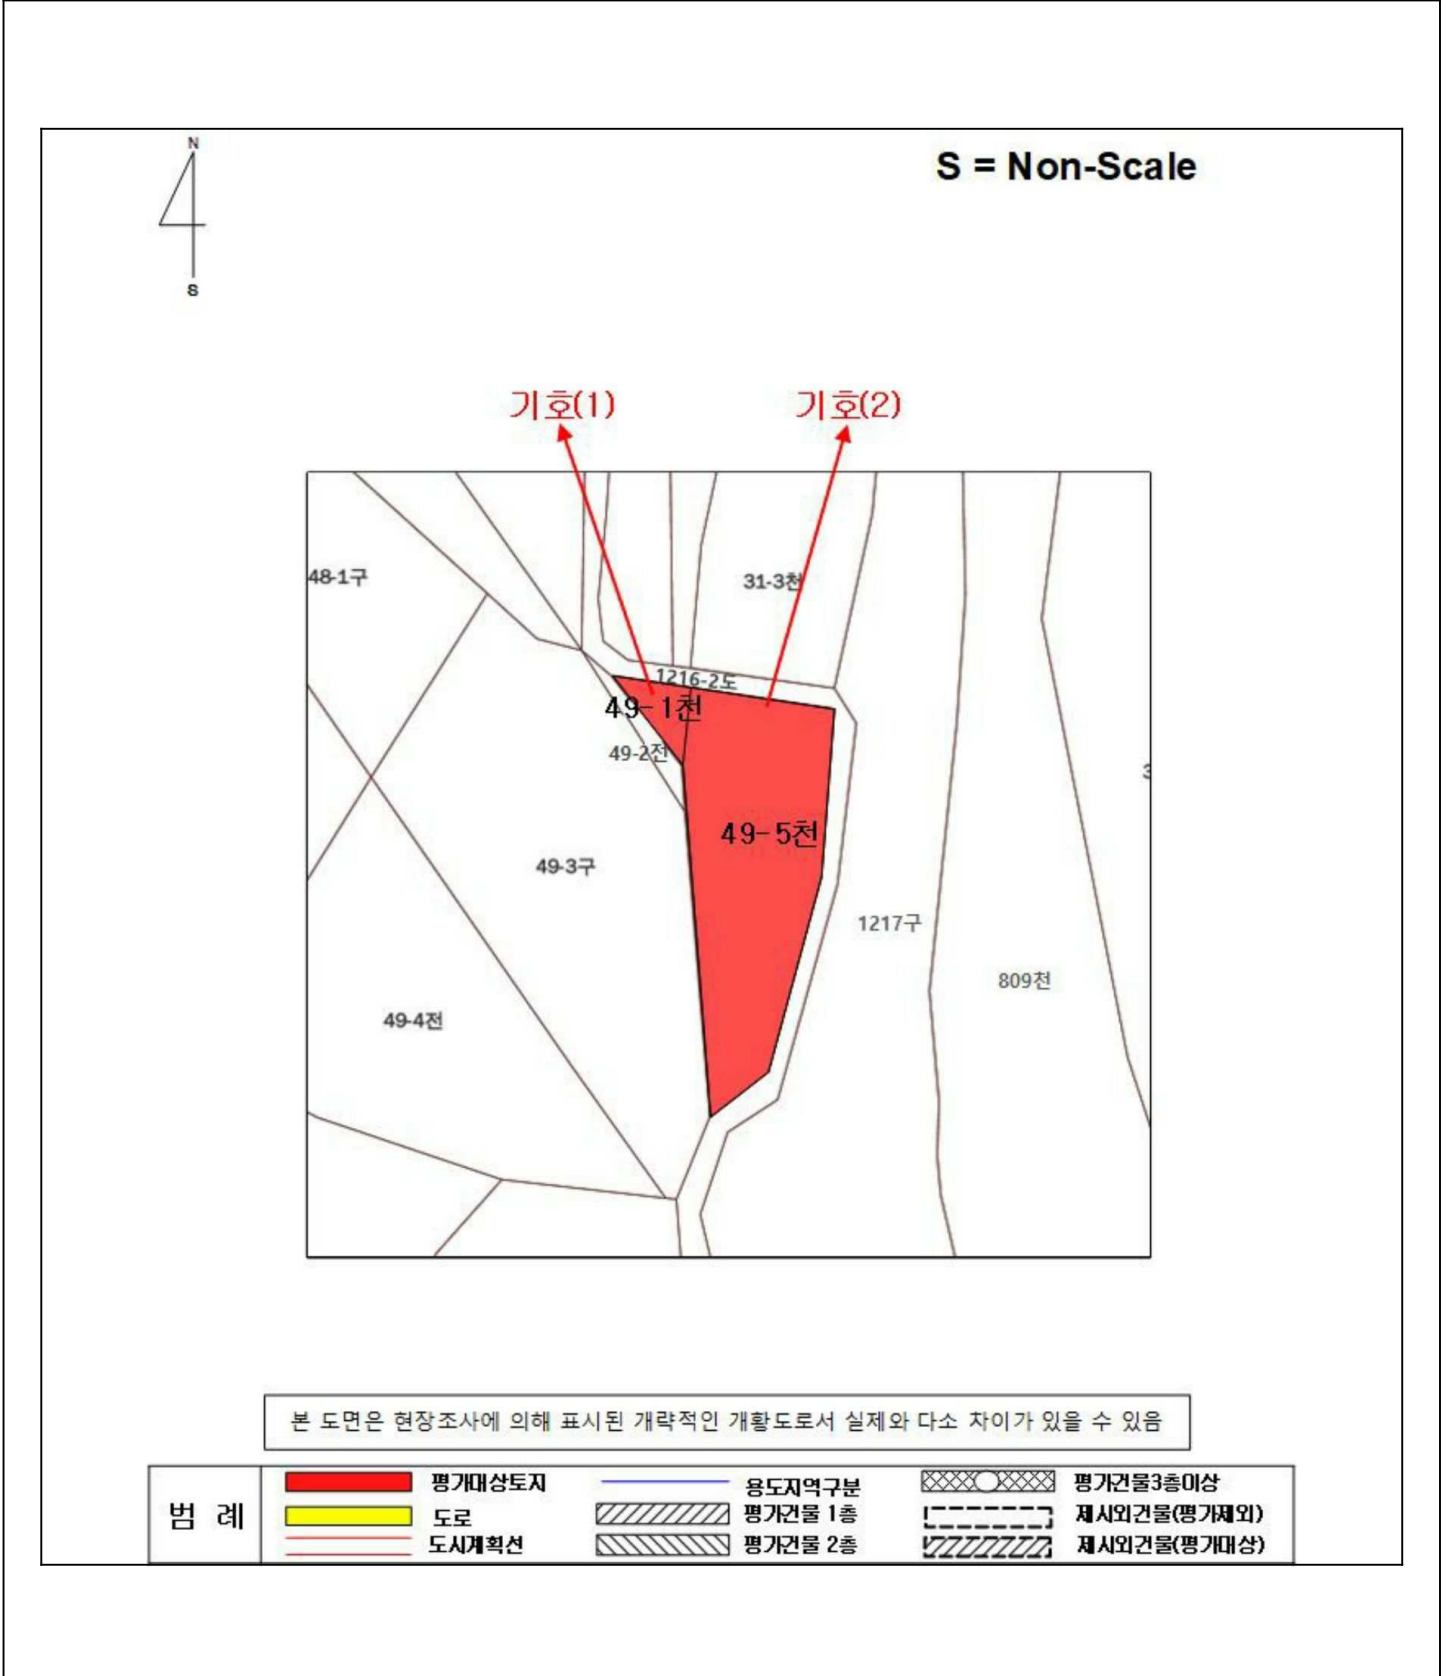 N
S = Non-Scale
S
기호(1) 기호(2)
48-1구
31-3천
1216-2도
49-1천
49-2전
3
49-5천
49-3구
1217구
809천
49-4전
본 도면은 현장조사에 의해 표시된 개략적인 개황도로서 실제와 다소 차이가 있을 수 있음
범 례
평가대상토지 용도지역구분 평가건물3층이상
도로 평가건물 1층 제시외건물(평가제외)
도시계획선 평가건물 2층 제시외건물(평가대상)